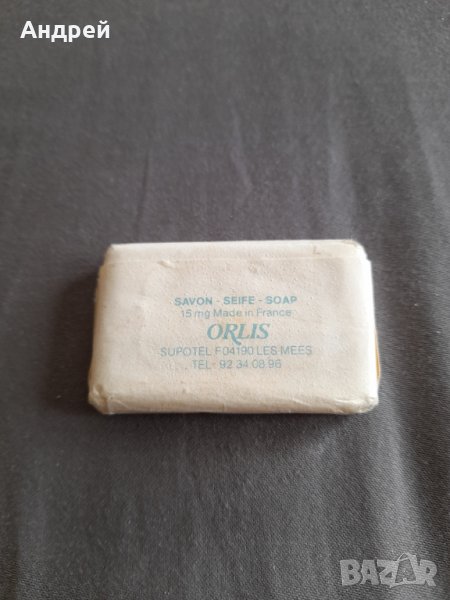 Андрей
SAVON - SEIFE - SOAP
15 mg Made in France
ORLIS
SUPOTEL F 04190 LES MEES
TEL· 92 34.08.96
BAZAR